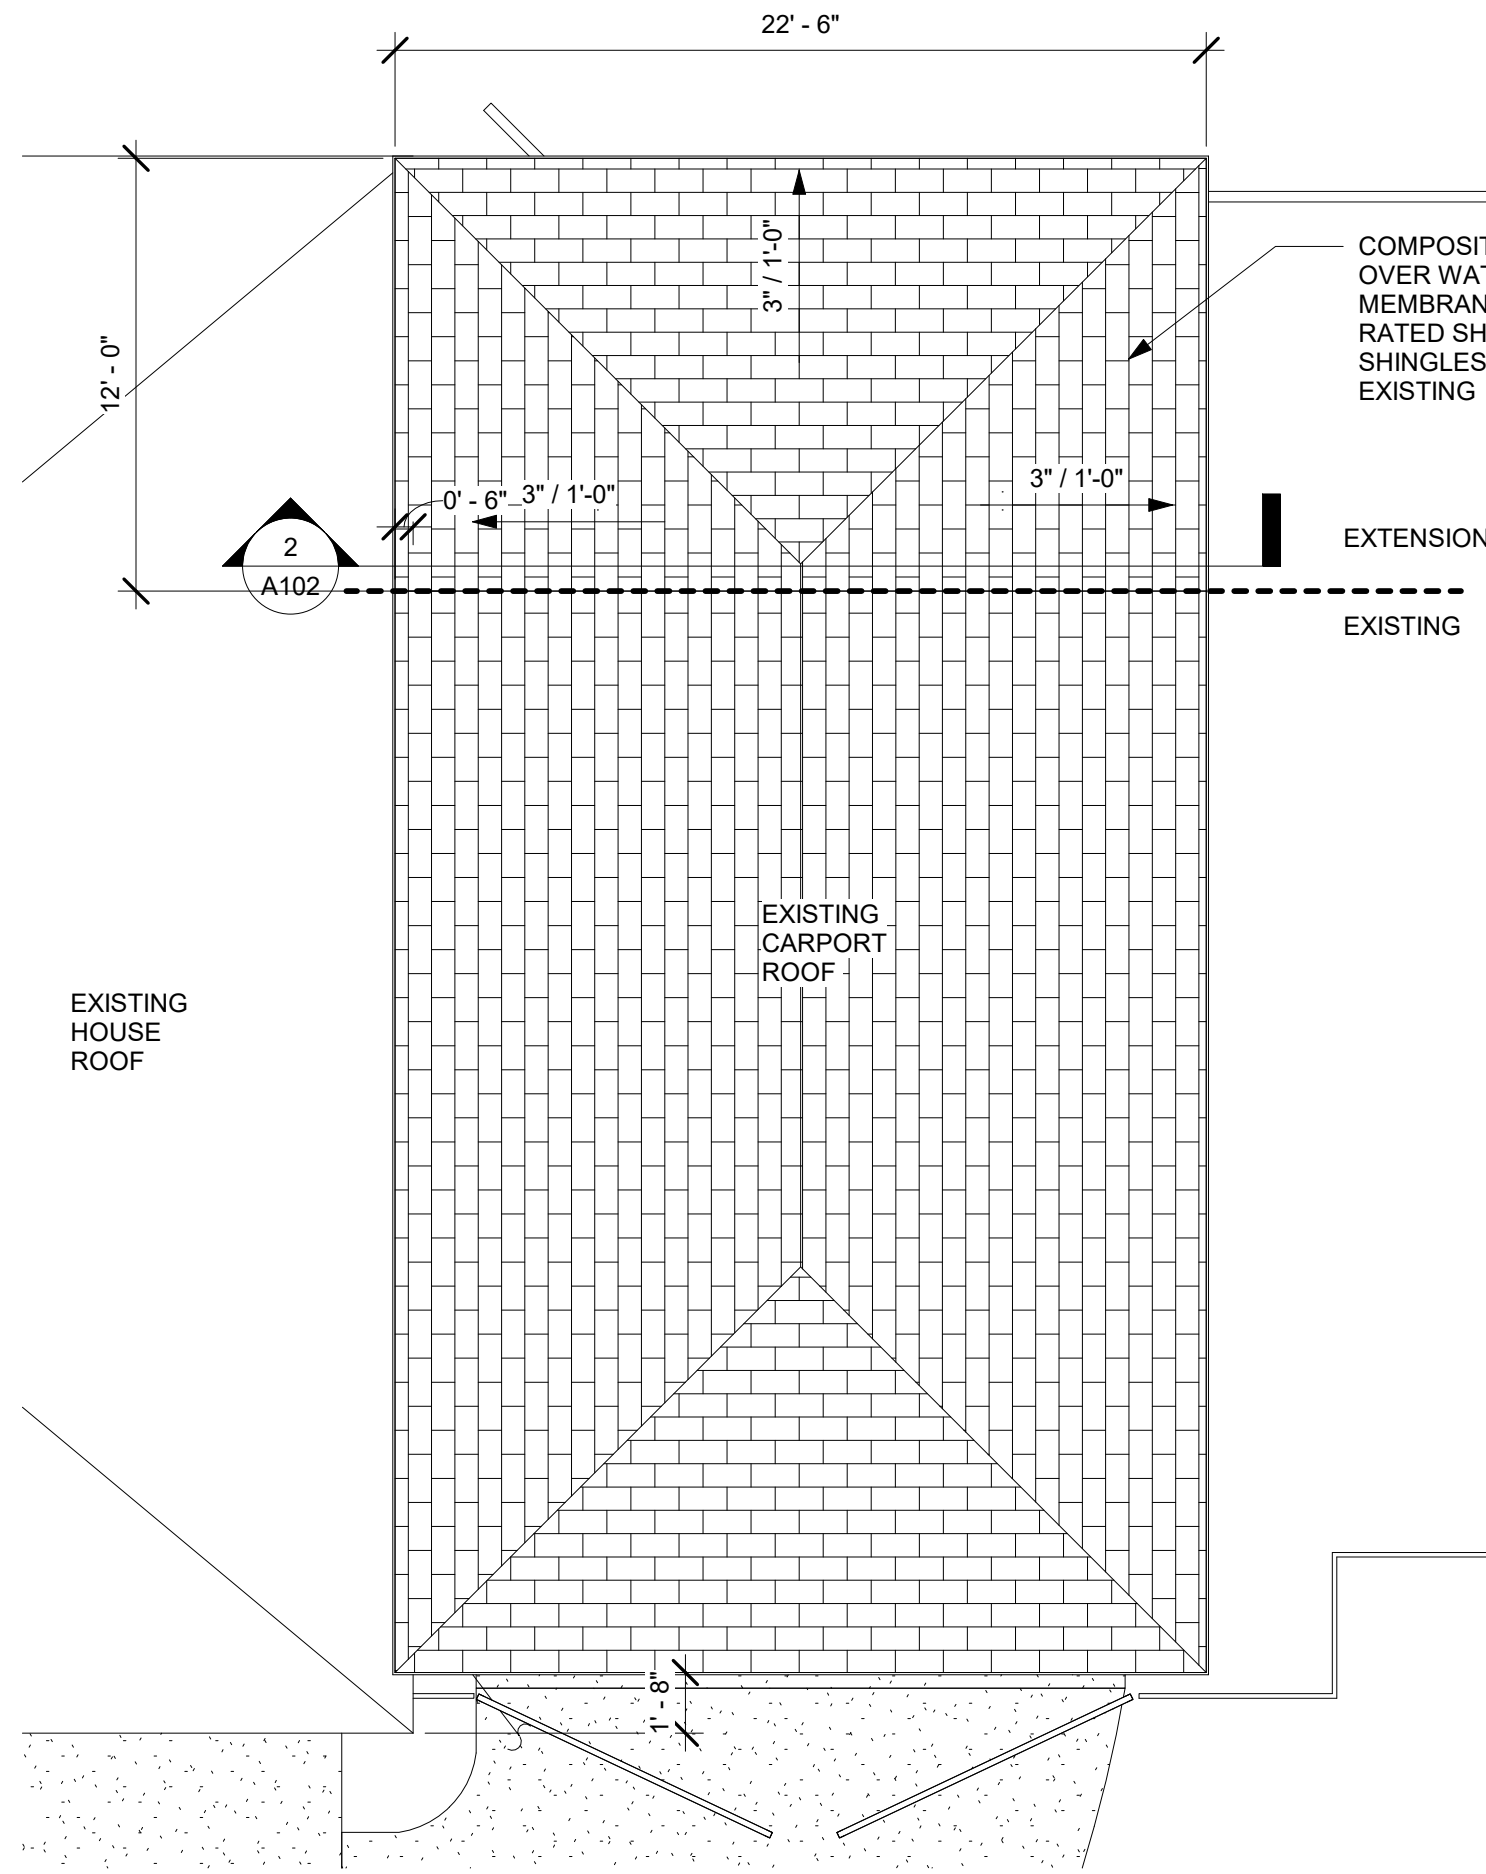 22' - 6"
3" / 1'-0"
12' - 0"
COMPOSIT
OVER WAT
MEMBRAN
RATED SH
SHINGLES
EXISTING
0' - 6"
3" / 1'-0"
3" / 1'-0"
2
A102
EXTENSION
EXISTING
EXISTING
CARPORT
ROOF
EXISTING
HOUSE
ROOF
1' - 8"